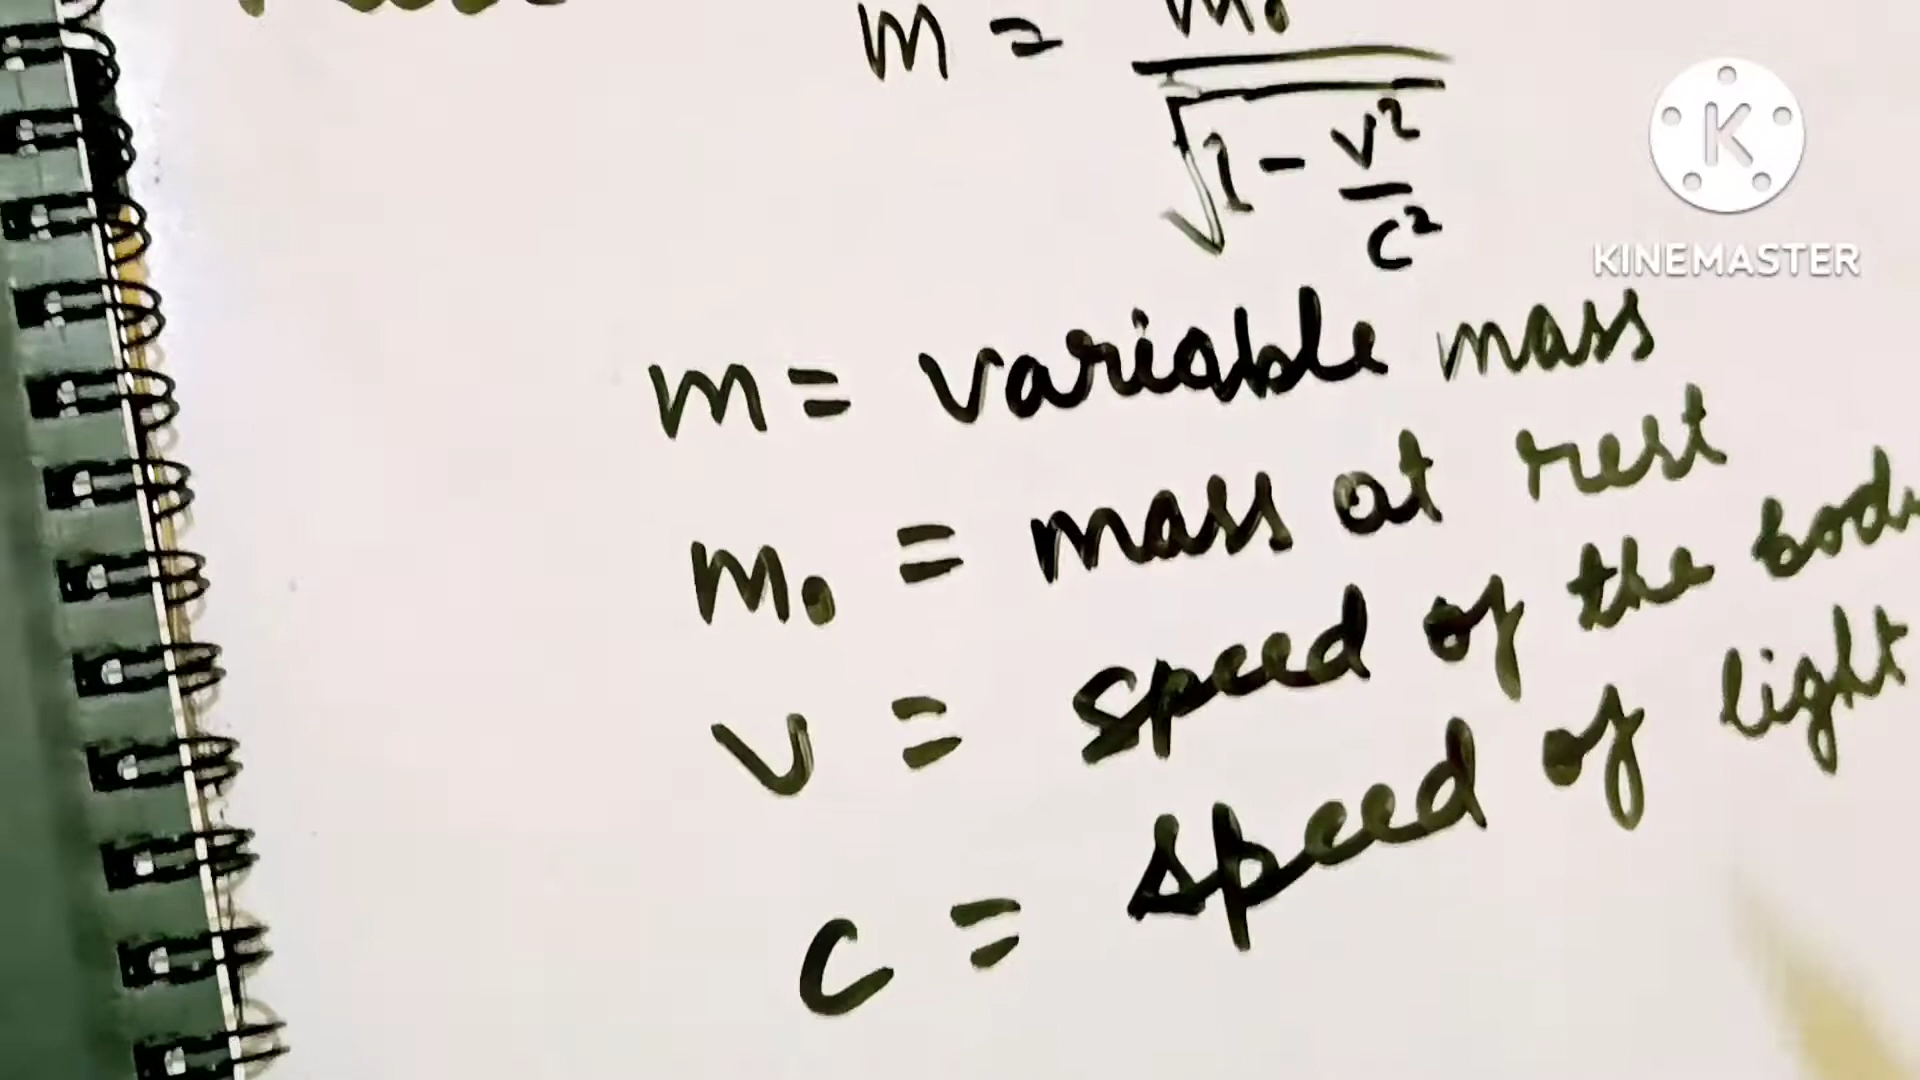 m = m₀ / √1 - v²/c²
K
KINEMASTER
m = variable mass
m₀ = mass at rest
v = speed of the body
c = speed of light